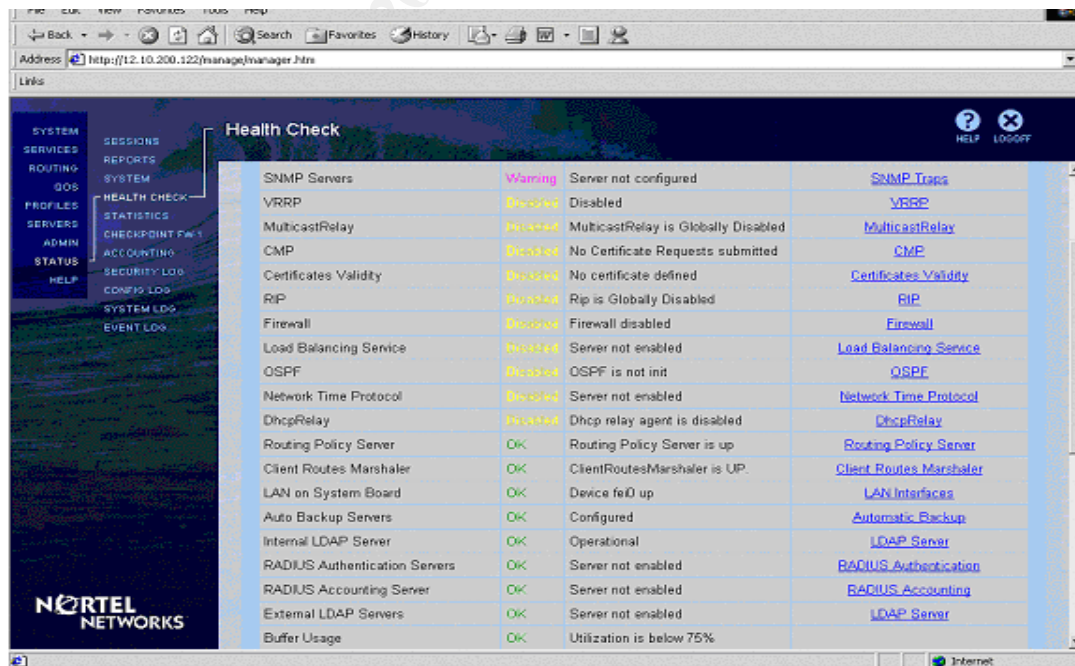 File Edit View Favorites Tools Help
Back Search Favorites History
Address http://12.10.200.122/manage/manager.htm
Links
Health Check
HELP LOGOFF
SYSTEM
SERVICES
ROUTING
QOS
PROFILES
SERVERS
ADMIN
STATUS
HELP
SESSIONS
REPORTS
SYSTEM
HEALTH CHECK
STATISTICS
CHECKPOINT FW-1
ACCOUNTING
SECURITY LOG
CONFIG LOG
SYSTEM LOG
EVENT LOG
SNMP Servers Warning Server not configured SNMP Traps
VRRP Disabled Disabled VRRP
MulticastRelay Disabled MulticastRelay is Globally Disabled MulticastRelay
CMP Disabled No Certificate Requests submitted CMP
Certificates Validity Disabled No certificate defined Certificates Validity
RIP Disabled Rip is Globally Disabled RIP
Firewall Disabled Firewall disabled Firewall
Load Balancing Service Disabled Server not enabled Load Balancing Service
OSPF Disabled OSPF is not init OSPF
Network Time Protocol Disabled Server not enabled Network Time Protocol
DhcpRelay Disabled Dhcp relay agent is disabled DhcpRelay
Routing Policy Server OK Routing Policy Server is up Routing Policy Server
Client Routes Marshaler OK ClientRoutesMarshaler is UP. Client Routes Marshaler
LAN on System Board OK Device fei0 up LAN Interfaces
Auto Backup Servers OK Configured Automatic Backup
Internal LDAP Server OK Operational LDAP Server
RADIUS Authentication Servers OK Server not enabled RADIUS Authentication
RADIUS Accounting Server OK Server not enabled RADIUS Accounting
External LDAP Servers OK Server not enabled LDAP Server
Buffer Usage OK Utilization is below 75%
NORTEL
NETWORKS
Internet